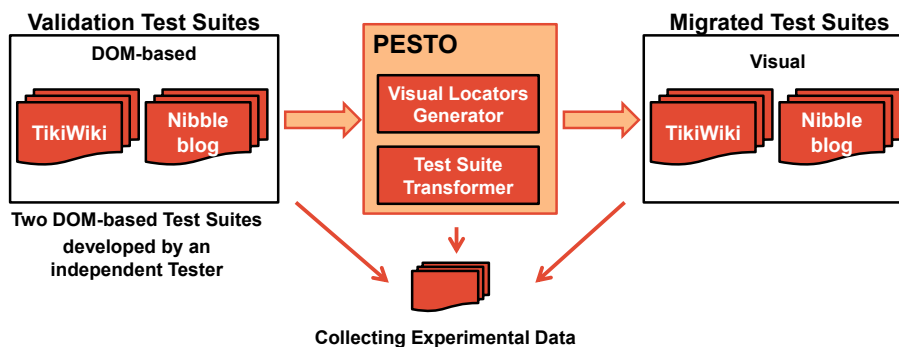 Validation Test Suites
DOM-based
TikiWiki
Nibble
blog
Two DOM-based Test Suites
developed by an
independent Tester
PESTO
Visual Locators
Generator
Test Suite
Transformer
Migrated Test Suites
Visual
TikiWiki
Nibble
blog
Collecting Experimental Data